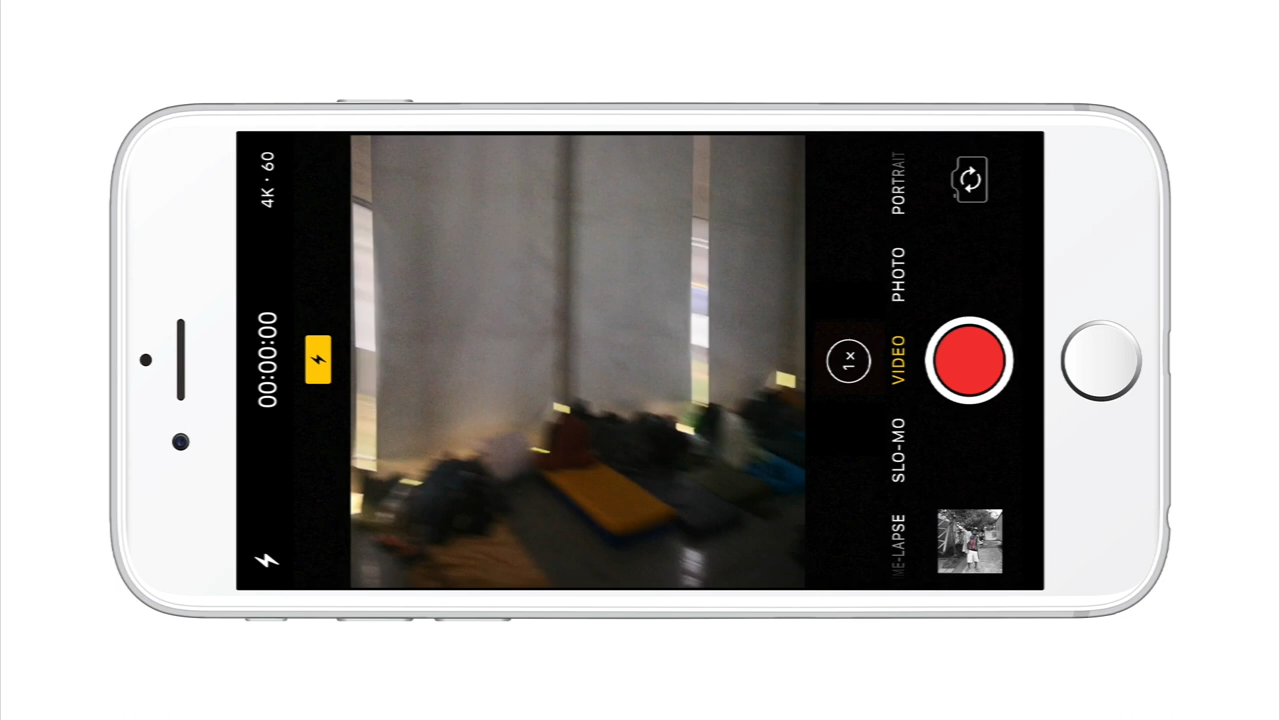 4K · 60
00:00:00
1×
PORTRAIT
PHOTO
VIDEO
SLO-MO
ME-LAPSE